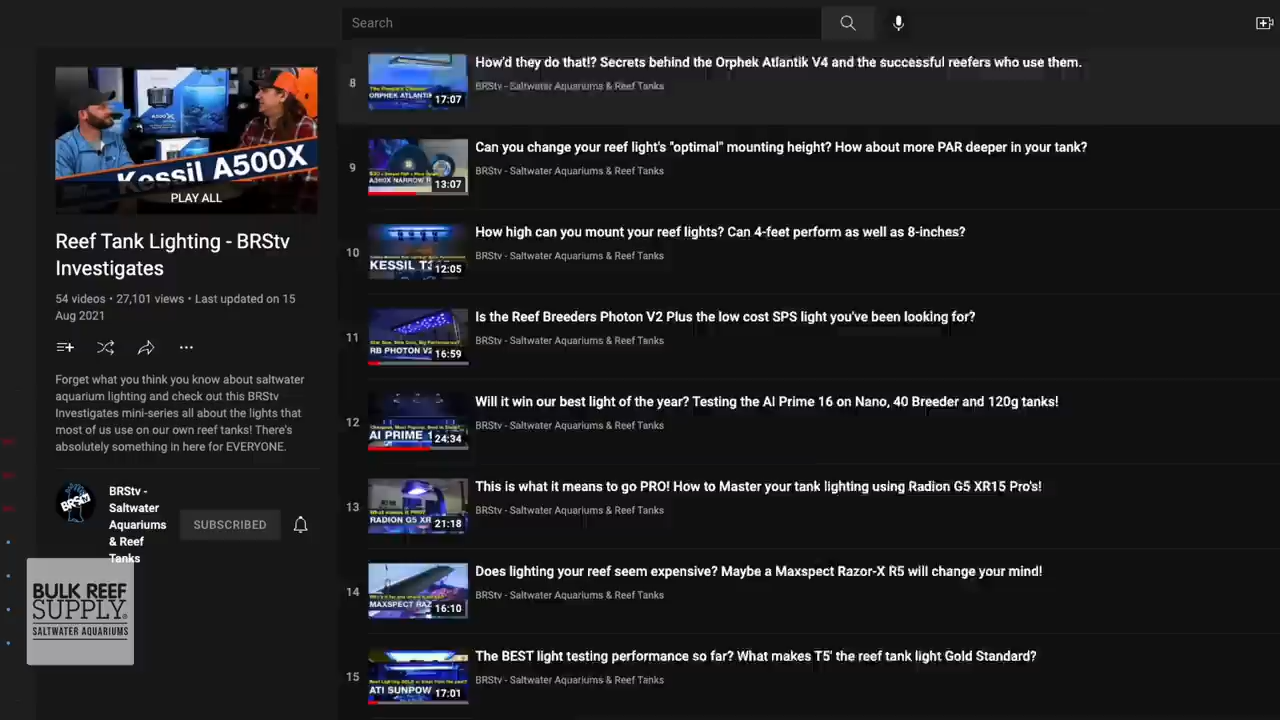 Search
Kessil A500X
PLAY ALL
Reef Tank Lighting - BRStv
Investigates
54 videos • 27,101 views • Last updated on 15
Aug 2021
Forget what you think you know about saltwater
aquarium lighting and check out this BRStv
Investigates mini-series all about the lights that
most of us use on our own reef tanks! There's
absolutely something in here for EVERYONE.
BRStv -
Saltwater
Aquariums
& Reef
Tanks
SUBSCRIBED
BULK REEF
SUPPLY®
SALTWATER AQUARIUMS
8
ORPHEK ATLANTIK
17:07
How'd they do that!? Secrets behind the Orphek Atlantik V4 and the successful reefers who use them.
BRStv - Saltwater Aquariums & Reef Tanks
9
A360X NARROW R
13:07
Can you change your reef light's "optimal" mounting height? How about more PAR deeper in your tank?
BRStv - Saltwater Aquariums & Reef Tanks
10
KESSIL
12:05
How high can you mount your reef lights? Can 4-feet perform as well as 8-inches?
BRStv - Saltwater Aquariums & Reef Tanks
11
RB PHOTON V2
16:59
Is the Reef Breeders Photon V2 Plus the low cost SPS light you've been looking for?
BRStv - Saltwater Aquariums & Reef Tanks
12
AI PRIME 1
24:34
Will it win our best light of the year? Testing the AI Prime 16 on Nano, 40 Breeder and 120g tanks!
BRStv - Saltwater Aquariums & Reef Tanks
13
RADION G5 XR
21:18
This is what it means to go PRO! How to Master your tank lighting using Radion G5 XR15 Pro's!
BRStv - Saltwater Aquariums & Reef Tanks
14
MAXSPECT RAZ
16:10
Does lighting your reef seem expensive? Maybe a Maxspect Razor-X R5 will change your mind!
BRStv - Saltwater Aquariums & Reef Tanks
15
ATI SUNPOW
17:01
The BEST light testing performance so far? What makes T5' the reef tank light Gold Standard?
BRStv - Saltwater Aquariums & Reef Tanks